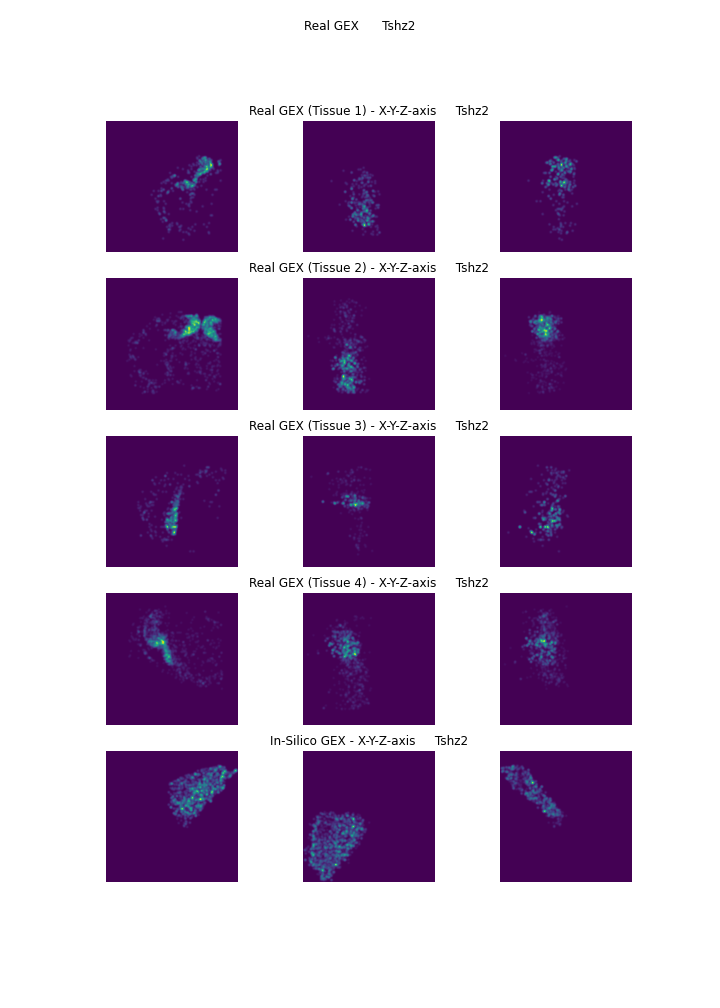 Real GEX Tshz2
Real GEX (Tissue 1) - X-Y-Z-axis Tshz2
Real GEX (Tissue 2) - X-Y-Z-axis Tshz2
Real GEX (Tissue 3) - X-Y-Z-axis Tshz2
Real GEX (Tissue 4) - X-Y-Z-axis Tshz2
In-Silico GEX - X-Y-Z-axis Tshz2